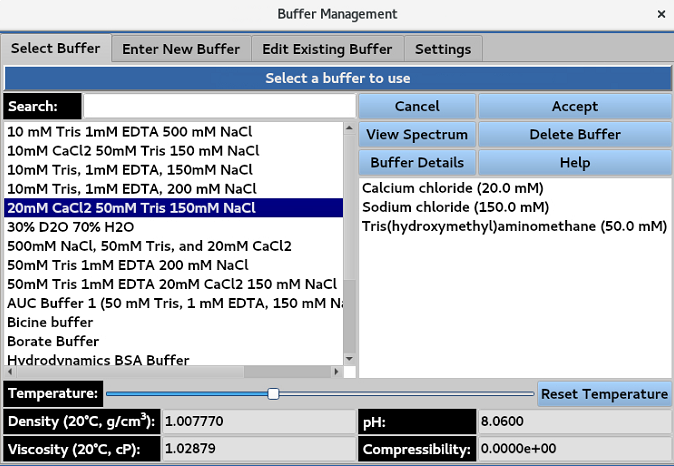 Buffer Management
×
Select Buffer Enter New Buffer Edit Existing Buffer Settings
Select a buffer to use
Search:
Cancel Accept
View Spectrum Delete Buffer
Buffer Details Help
10 mM Tris 1mM EDTA 500 mM NaCl
10mM CaCl2 50mM Tris 150 mM NaCl
10mM Tris, 1mM EDTA, 150mM NaCl
10mM Tris, 1mM EDTA, 200 mM NaCl
20mM CaCl2 50mM Tris 150mM NaCl
30% D2O 70% H2O
500mM NaCl, 50mM Tris, and 20mM CaCl2
50mM Tris 1mM EDTA 200 mM NaCl
50mM Tris 1mM EDTA 20mM CaCl2 150 mM NaCl
AUC Buffer 1 (50 mM Tris, 1 mM EDTA, 150 mM Na
Bicine buffer
Borate Buffer
Hydrodynamics BSA Buffer
Calcium chloride (20.0 mM)
Sodium chloride (150.0 mM)
Tris(hydroxymethyl)aminomethane (50.0 mM)
Temperature: Reset Temperature
Density (20°C, g/cm³): 1.007770 pH: 8.0600
Viscosity (20°C, cP): 1.02879 Compressibility: 0.0000e+00